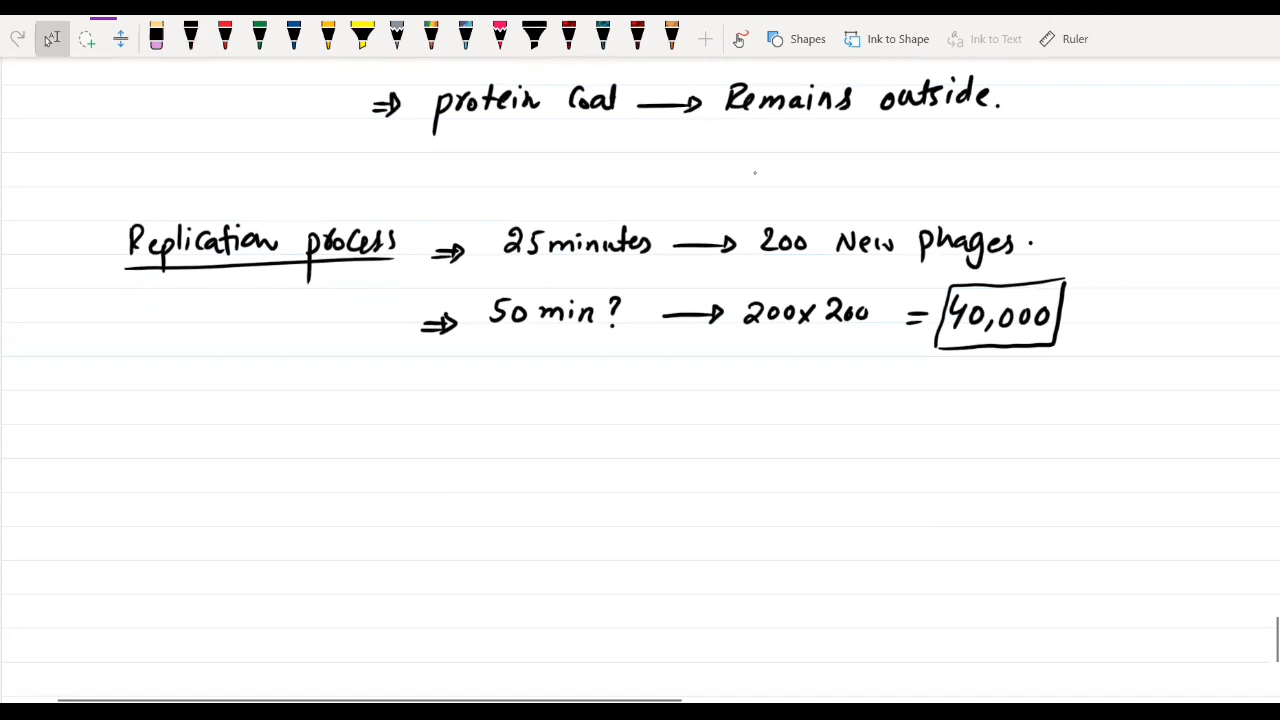 Shapes Ink to Shape Ink to Text Ruler
⇒ protein Coat → Remains outside.
Replication process ⇒ 25 minutes → 200 New phages.
⇒ 50 min? → 200 x 200 = 40,000